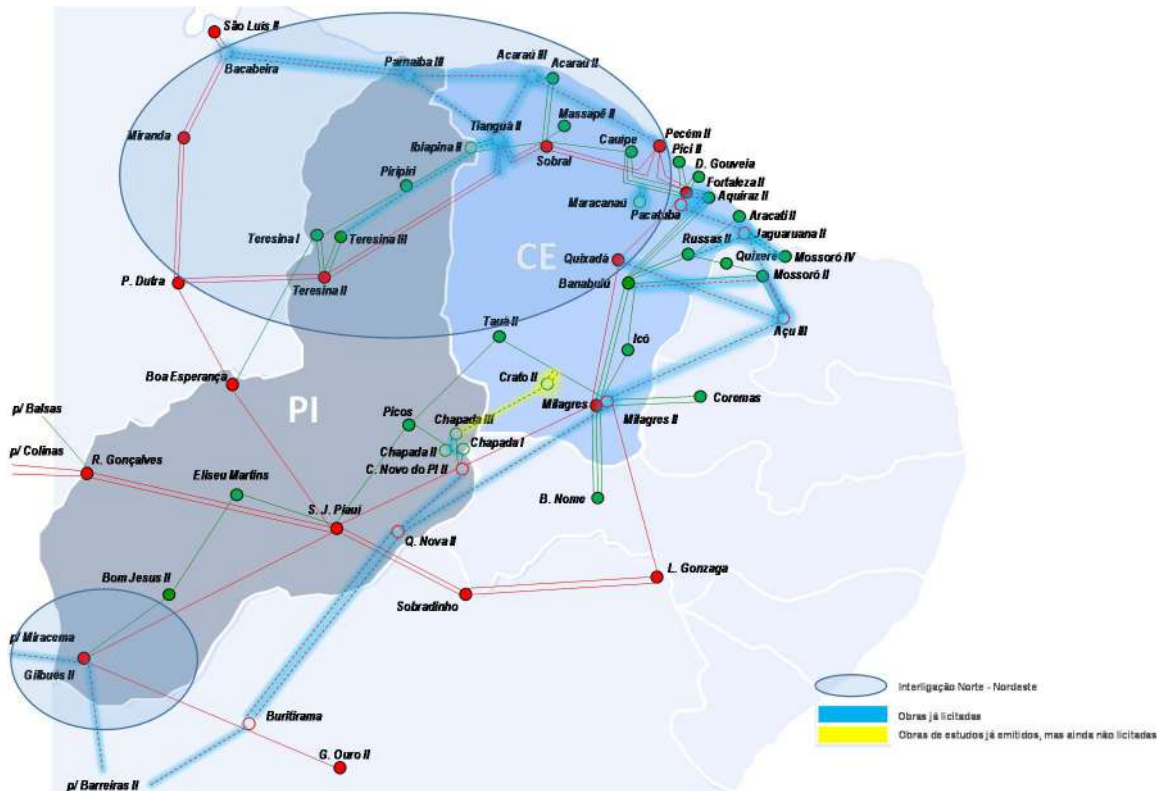 São Luis II
Bacabeira
Parnaíba III
Acaraú III
Acaraú II
Massapê II
Tianguá II
Ibiapina II
Miranda
Sobral
Cauipe
Pecém II
Pici II
D. Gouveia
Fortaleza II
Aquiraz II
Piripiri
Maracanaú
Pacatuba
Aracati II
Jaguaruana II
Teresina I
Teresina III
Russas II
CE
Quixeré
Mossoró IV
Quixadá
Mossoró II
P. Dutra
Teresina II
Banabuiú
Açu III
Tauá II
Icó
Boa Esperança
Crato II
PI
Milagres
Coremas
Milagres II
p/ Balsas
Picos
Chapada III
Chapada I
p/ Colinas
Chapada II
R. Gonçalves
C. Novo do PI II
Eliseu Martins
B. Nome
S. J. Piauí
Q. Nova II
Bom Jesus II
L. Gonzaga
Sobradinho
p/ Miracema
Gilbués II
Interligação Norte - Nordeste
Buritirama
Obras já licitadas
Obras de estudos já emitidos, mas ainda não licitadas
G. Ouro II
p/ Barreiras II